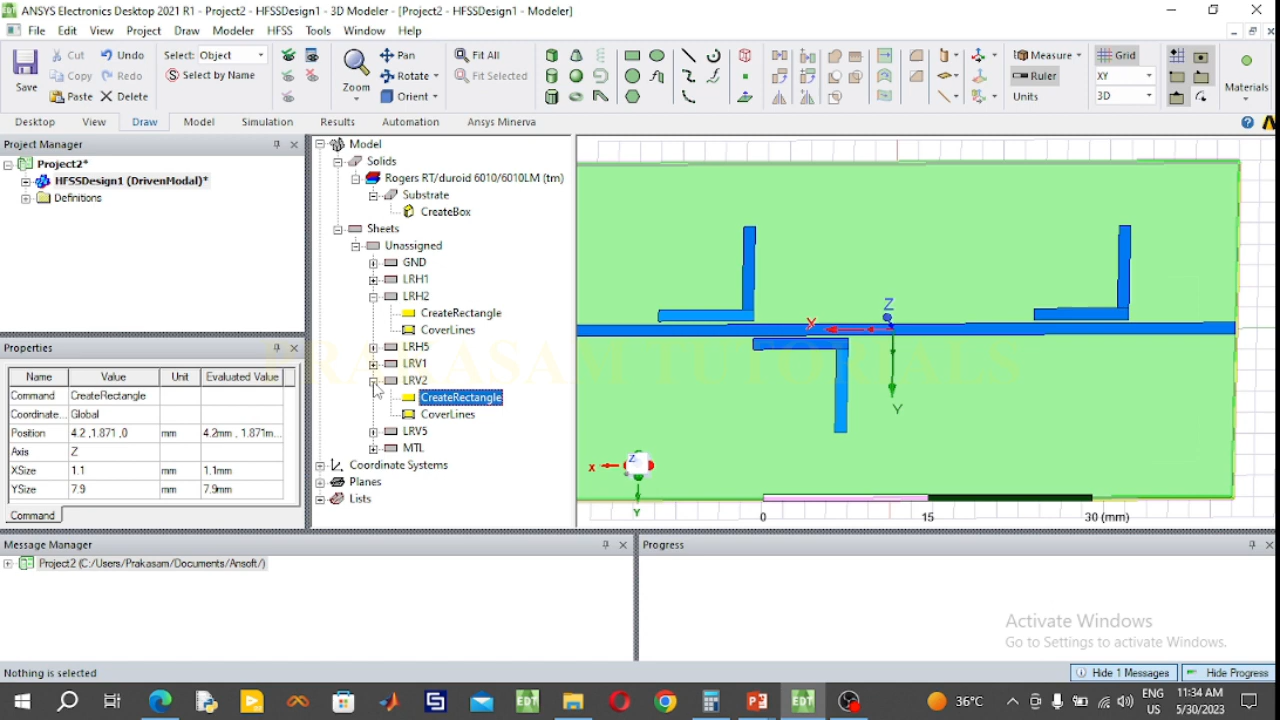 ANSYS Electronics Desktop 2021 R1 - Project2 - HFSSDesign1 - 3D Modeler - [Project2 - HFSSDesign1 - Modeler]
File Edit View Project Draw Modeler HFSS Tools Window Help
Save
Cut
Copy
Paste
Undo
Redo
Delete
Select: Object
Select by Name
Zoom
Pan
Rotate
Orient
Fit All
Fit Selected
Measure
Ruler
Units
Grid
XY
3D
Materials
Desktop View Draw Model Simulation Results Automation Ansys Minerva
Project Manager
Project2*
HFSSDesign1 (DrivenModal)*
Definitions
Properties
Name Value Unit Evaluated Value
Command CreateRectangle
Coordinate... Global
Position 4.2 ,1.871 ,0 mm 4.2mm , 1.871m...
Axis Z
XSize 1.1 mm 1.1mm
YSize 7.9 mm 7.9mm
Command
Model
Solids
Rogers RT/duroid 6010/6010LM (tm)
Substrate
CreateBox
Sheets
Unassigned
GND
LRH1
LRH2
CreateRectangle
CoverLines
LRH5
LRV1
LRV2
CreateRectangle
CoverLines
LRV5
MTL
Coordinate Systems
Planes
Lists
Z
X
Y
Z
X
Y
0 15 30 (mm)
PRAKASAM TUTORIALS
Message Manager
Project2 (C:/Users/Prakasam/Documents/Ansoft/)
Progress
Activate Windows
Go to Settings to activate Windows.
Nothing is selected
Hide 1 Messages
Hide Progress
EDT
EDT
36°C
ENG
US
11:34 AM
5/30/2023